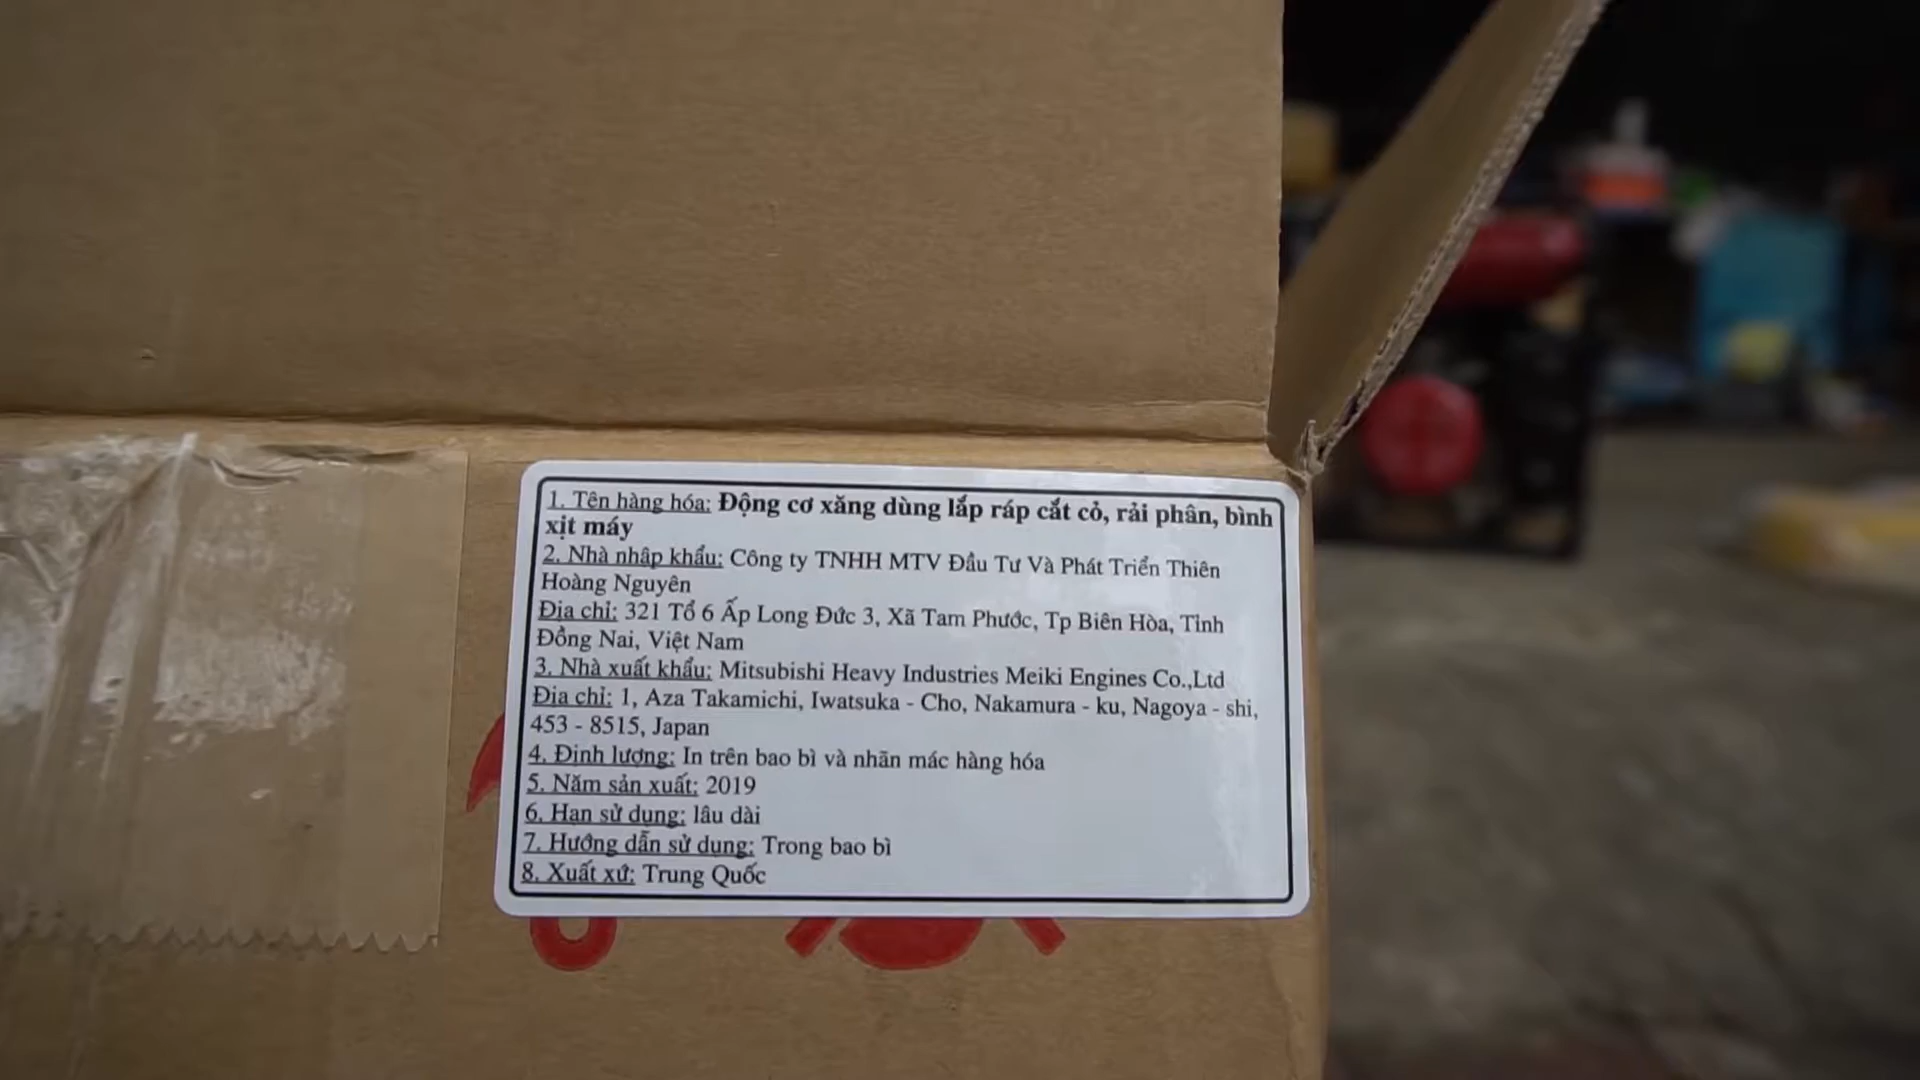 1. Tên hàng hóa: Động cơ xăng dùng lắp ráp cắt cỏ, rải phân, bình
xịt máy
2. Nhà nhập khẩu: Công ty TNHH MTV Đầu Tư Và Phát Triển Thiên
Hoàng Nguyên
Địa chỉ: 321 Tổ 6 Ấp Long Đức 3, Xã Tam Phước, Tp Biên Hòa, Tỉnh
Đồng Nai, Việt Nam
3. Nhà xuất khẩu: Mitsubishi Heavy Industries Meiki Engines Co.,Ltd
Địa chỉ: 1, Aza Takamichi, Iwatsuka - Cho, Nakamura - ku, Nagoya - shi,
453 - 8515, Japan
4. Định lượng: In trên bao bì và nhãn mác hàng hóa
5. Năm sản xuất: 2019
6. Hạn sử dụng: lâu dài
7. Hướng dẫn sử dụng: Trong bao bì
8. Xuất xứ: Trung Quốc